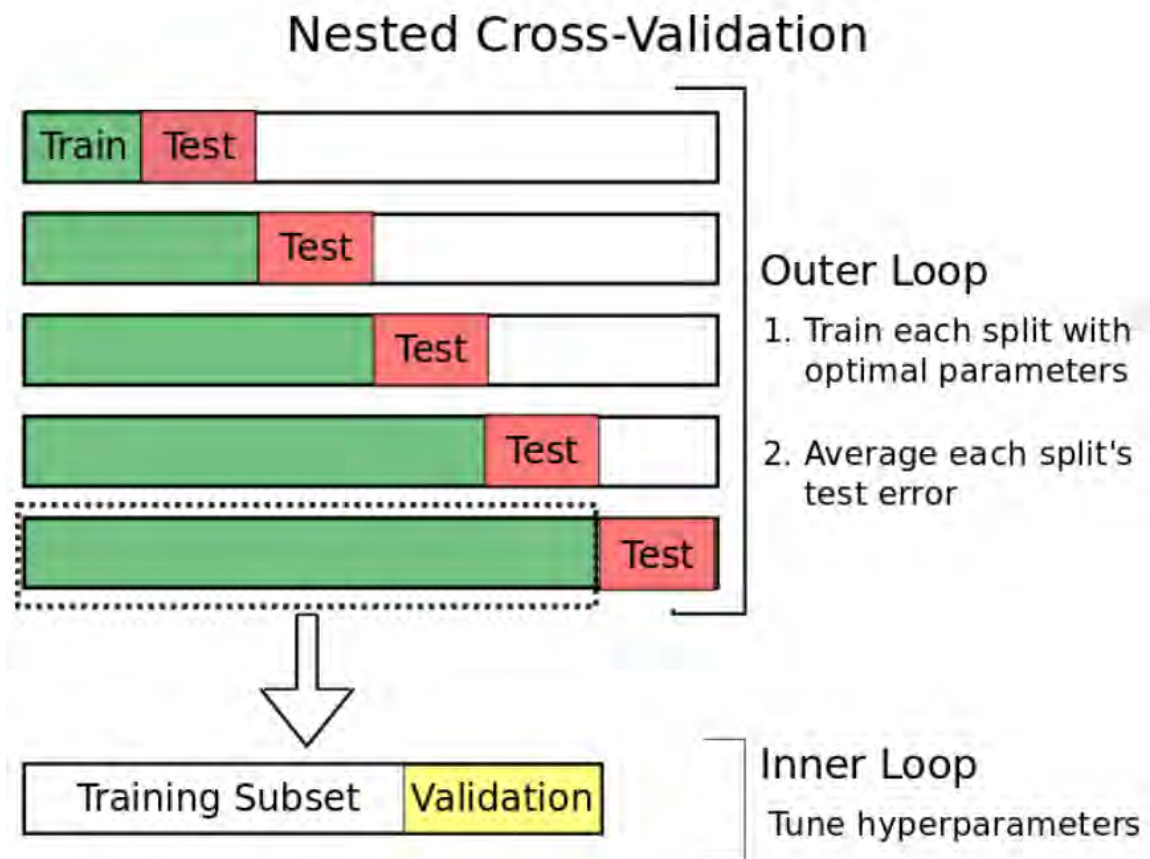 Nested Cross-Validation
Train Test
Test
Test
Test
Test
Outer Loop
1. Train each split with
optimal parameters
2. Average each split's
test error
Training Subset Validation
Inner Loop
Tune hyperparameters